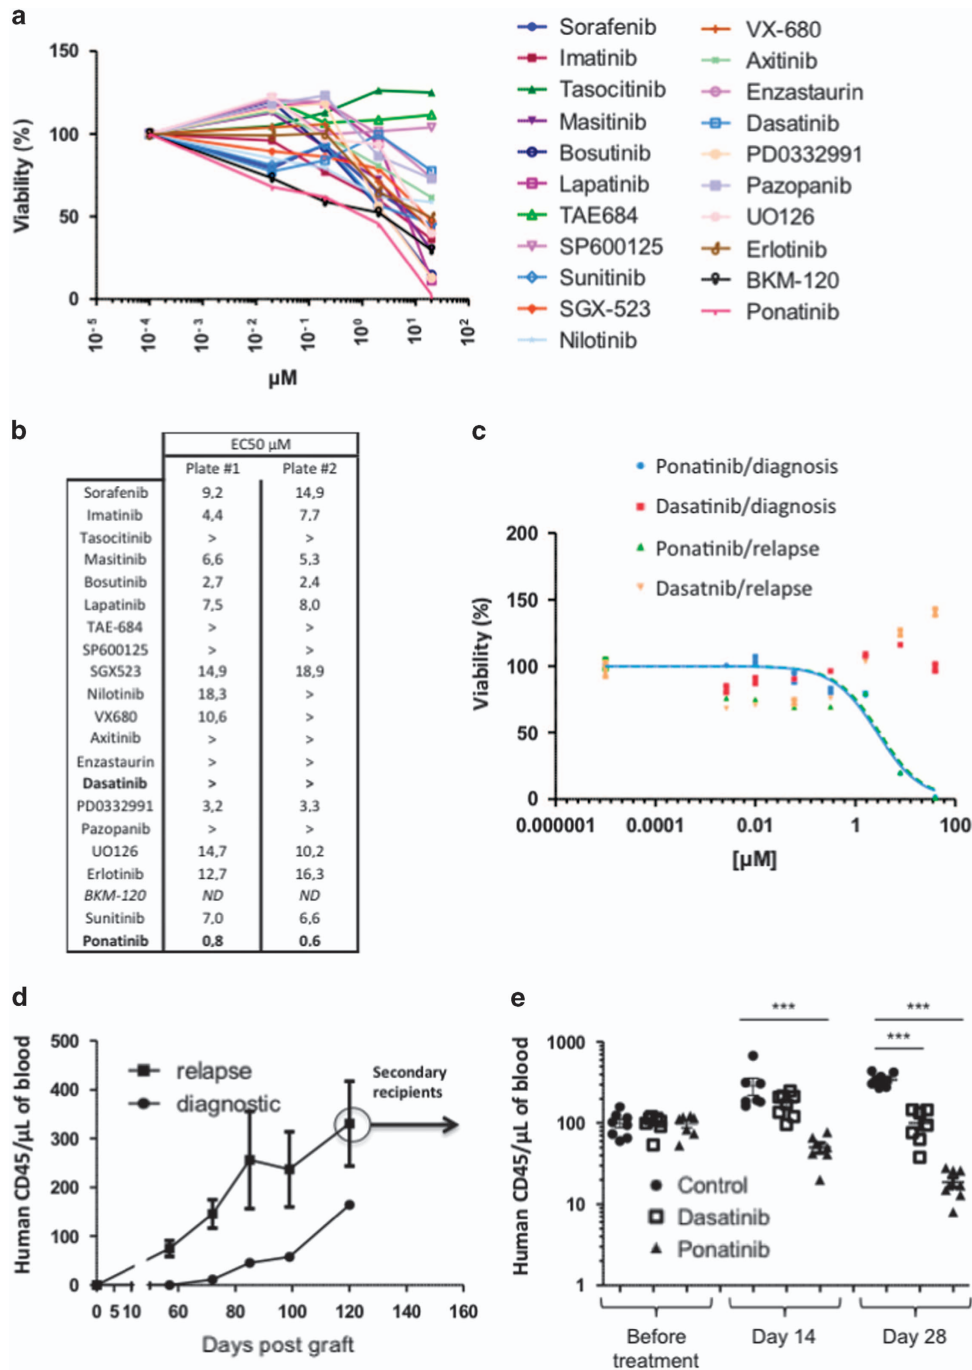 a
Viability (%)
150
100
50
0
10-5
10-4
10-3
10-2
10-1
100
101
102
µM
Sorafenib
Imatinib
Tasocitinib
Masitinib
Bosutinib
Lapatinib
TAE684
SP600125
Sunitinib
SGX-523
Nilotinib
VX-680
Axitinib
Enzastaurin
Dasatinib
PD0332991
Pazopanib
UO126
Erlotinib
BKM-120
Ponatinib
b
EC50 µM
Plate #1 Plate #2
Sorafenib 9,2 14,9
Imatinib 4,4 7,7
Tasocitinib > >
Masitinib 6,6 5,3
Bosutinib 2,7 2,4
Lapatinib 7,5 8,0
TAE-684 > >
SP600125 > >
SGX523 14,9 18,9
Nilotinib 18,3 >
VX680 10,6 >
Axitinib > >
Enzastaurin > >
Dasatinib > >
PD0332991 3,2 3,3
Pazopanib > >
UO126 14,7 10,2
Erlotinib 12,7 16,3
BKM-120 ND ND
Sunitinib 7,0 6,6
Ponatinib 0,8 0.6
c
Ponatinib/diagnosis
Dasatinib/diagnosis
Ponatinib/relapse
Dasatnib/relapse
Viability (%)
200
150
100
50
0
0.000001 0.0001 0.01 1 100
[µM]
d
Human CD45/µL of blood
500
400
300
200
100
0
relapse
diagnostic
Secondary
recipients
0 5 10 60 80 100 120 140 160
Days post graft
e
Human CD45/µL of blood
1000
100
10
1
***
***
***
Control
Dasatinib
Ponatinib
Before
treatment
Day 14
Day 28